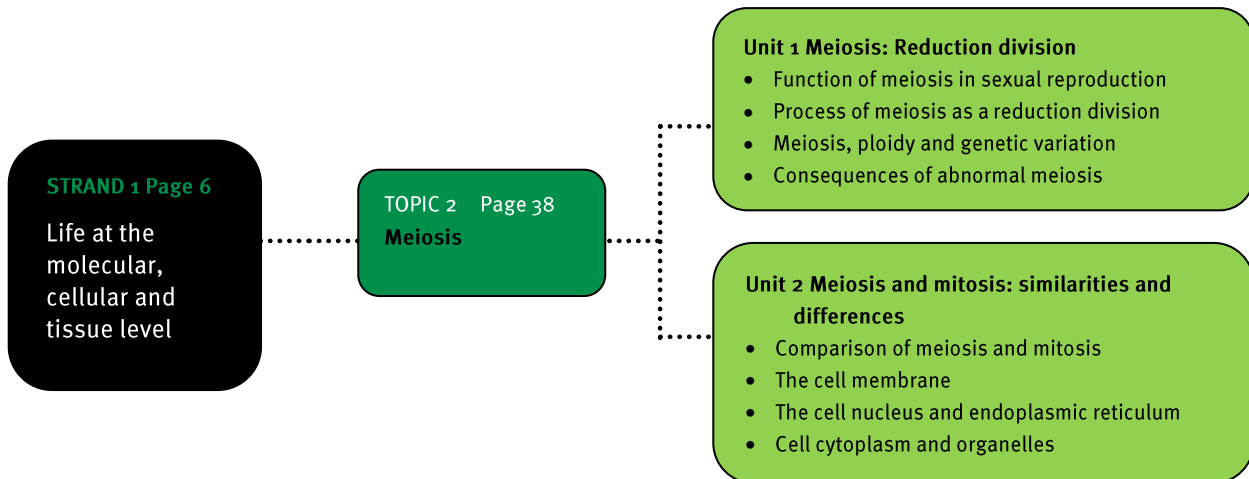 STRAND 1 Page 6
Life at the
molecular,
cellular and
tissue level
TOPIC 2 Page 38
Meiosis
Unit 1 Meiosis: Reduction division
• Function of meiosis in sexual reproduction
• Process of meiosis as a reduction division
• Meiosis, ploidy and genetic variation
• Consequences of abnormal meiosis
Unit 2 Meiosis and mitosis: similarities and
differences
• Comparison of meiosis and mitosis
• The cell membrane
• The cell nucleus and endoplasmic reticulum
• Cell cytoplasm and organelles